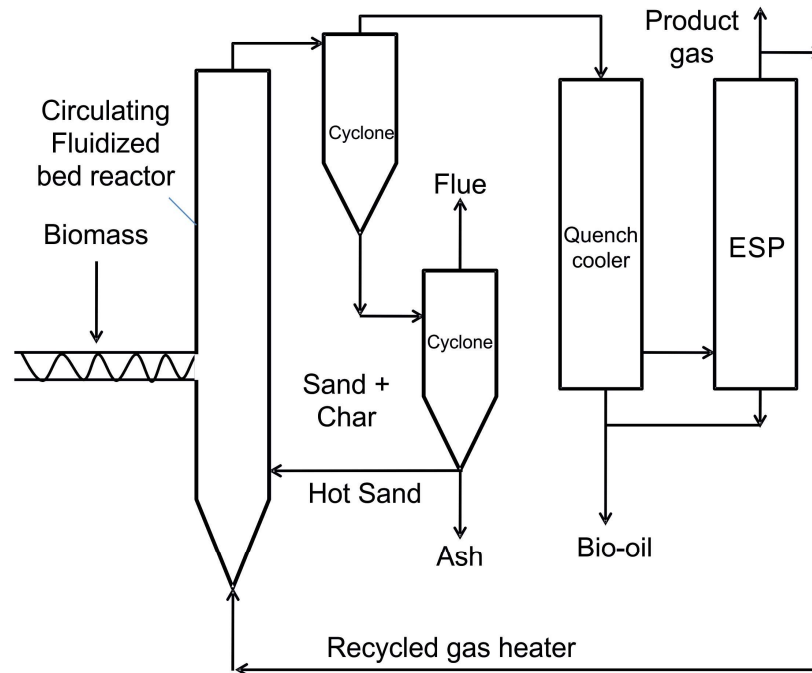 Product
gas
Circulating
Fluidized
bed reactor
Cyclone
Flue
Biomass
Quench
cooler
ESP
Cyclone
Sand +
Char
Hot Sand
Ash
Bio-oil
Recycled gas heater